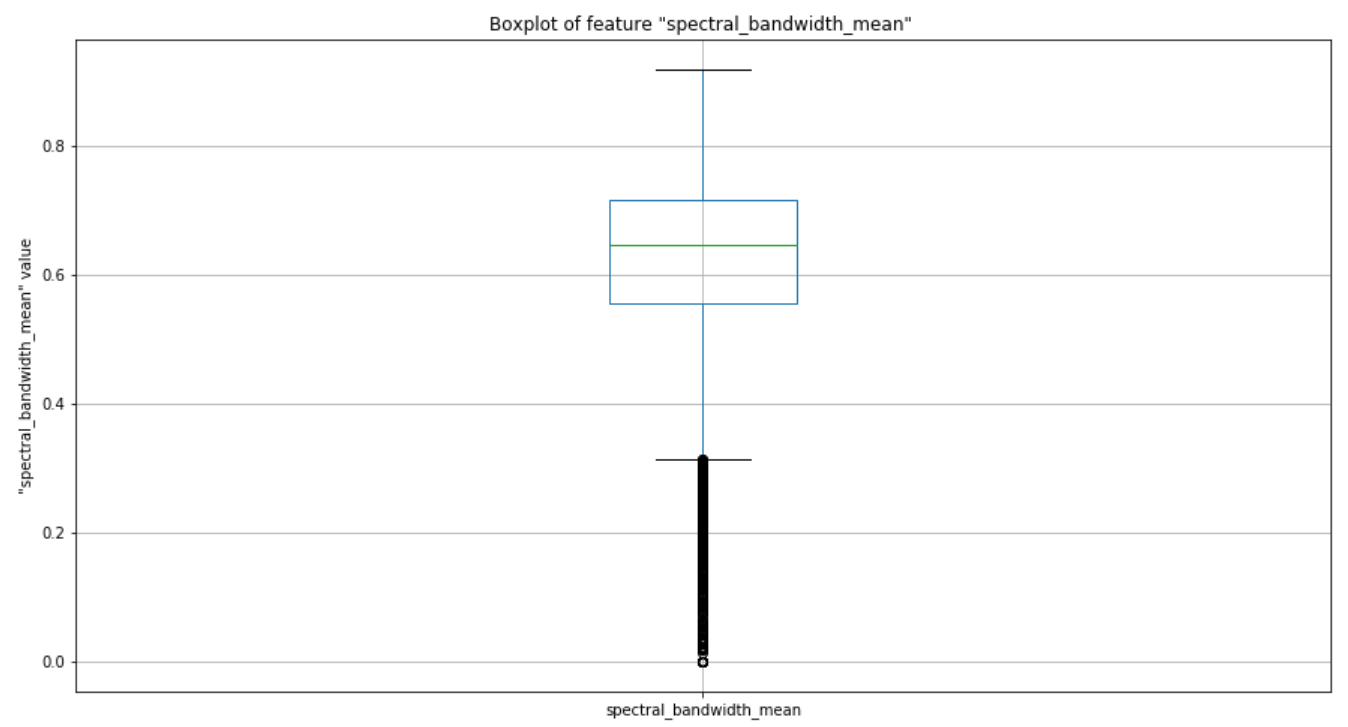 Boxplot of feature "spectral_bandwidth_mean"
"spectral_bandwidth_mean" value
0.8
0.6
0.4
0.2
0.0
spectral_bandwidth_mean